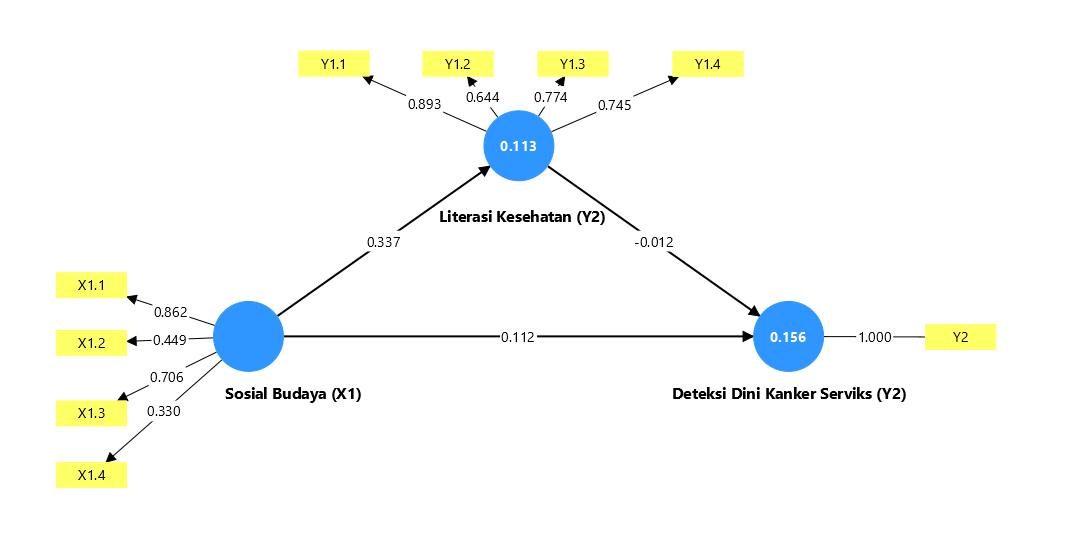 Y1.1
Y1.2
Y1.3
Y1.4
0.893
0.644
0.774
0.745
0.113
Literasi Kesehatan (Y2)
0.337
-0.012
X1.1
X1.2
X1.3
X1.4
0.862
0.449
0.706
0.330
Sosial Budaya (X1)
0.112
0.156
1.000
Y2
Deteksi Dini Kanker Serviks (Y2)